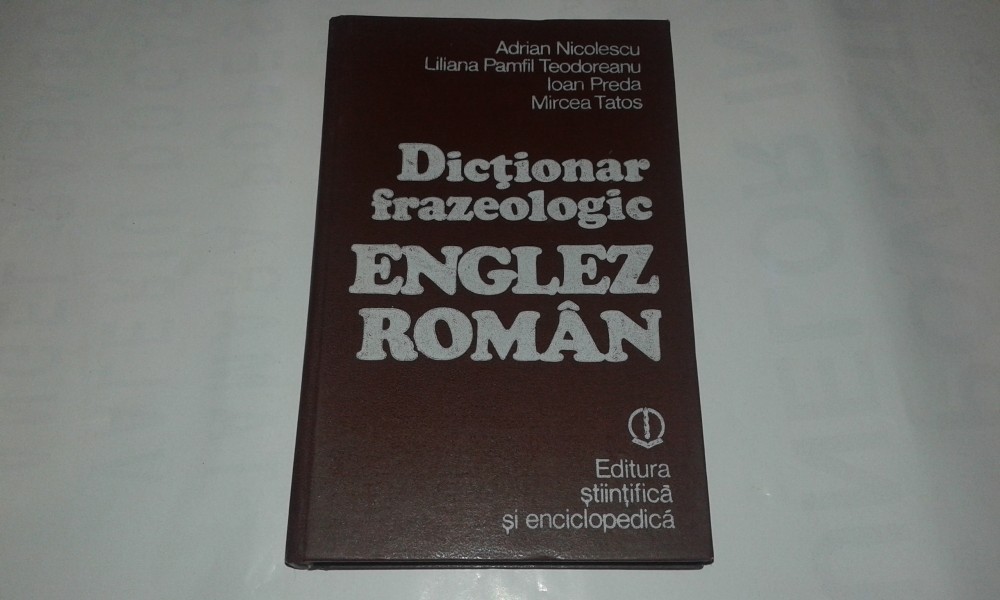 Adrian Nicolescu
Liliana Pamfil Teodoreanu
Ioan Preda
Mircea Tatos
Dicţionar
frazeologic
ENGLEZ
ROMÂN
Editura
ştiinţifică
şi enciclopedică